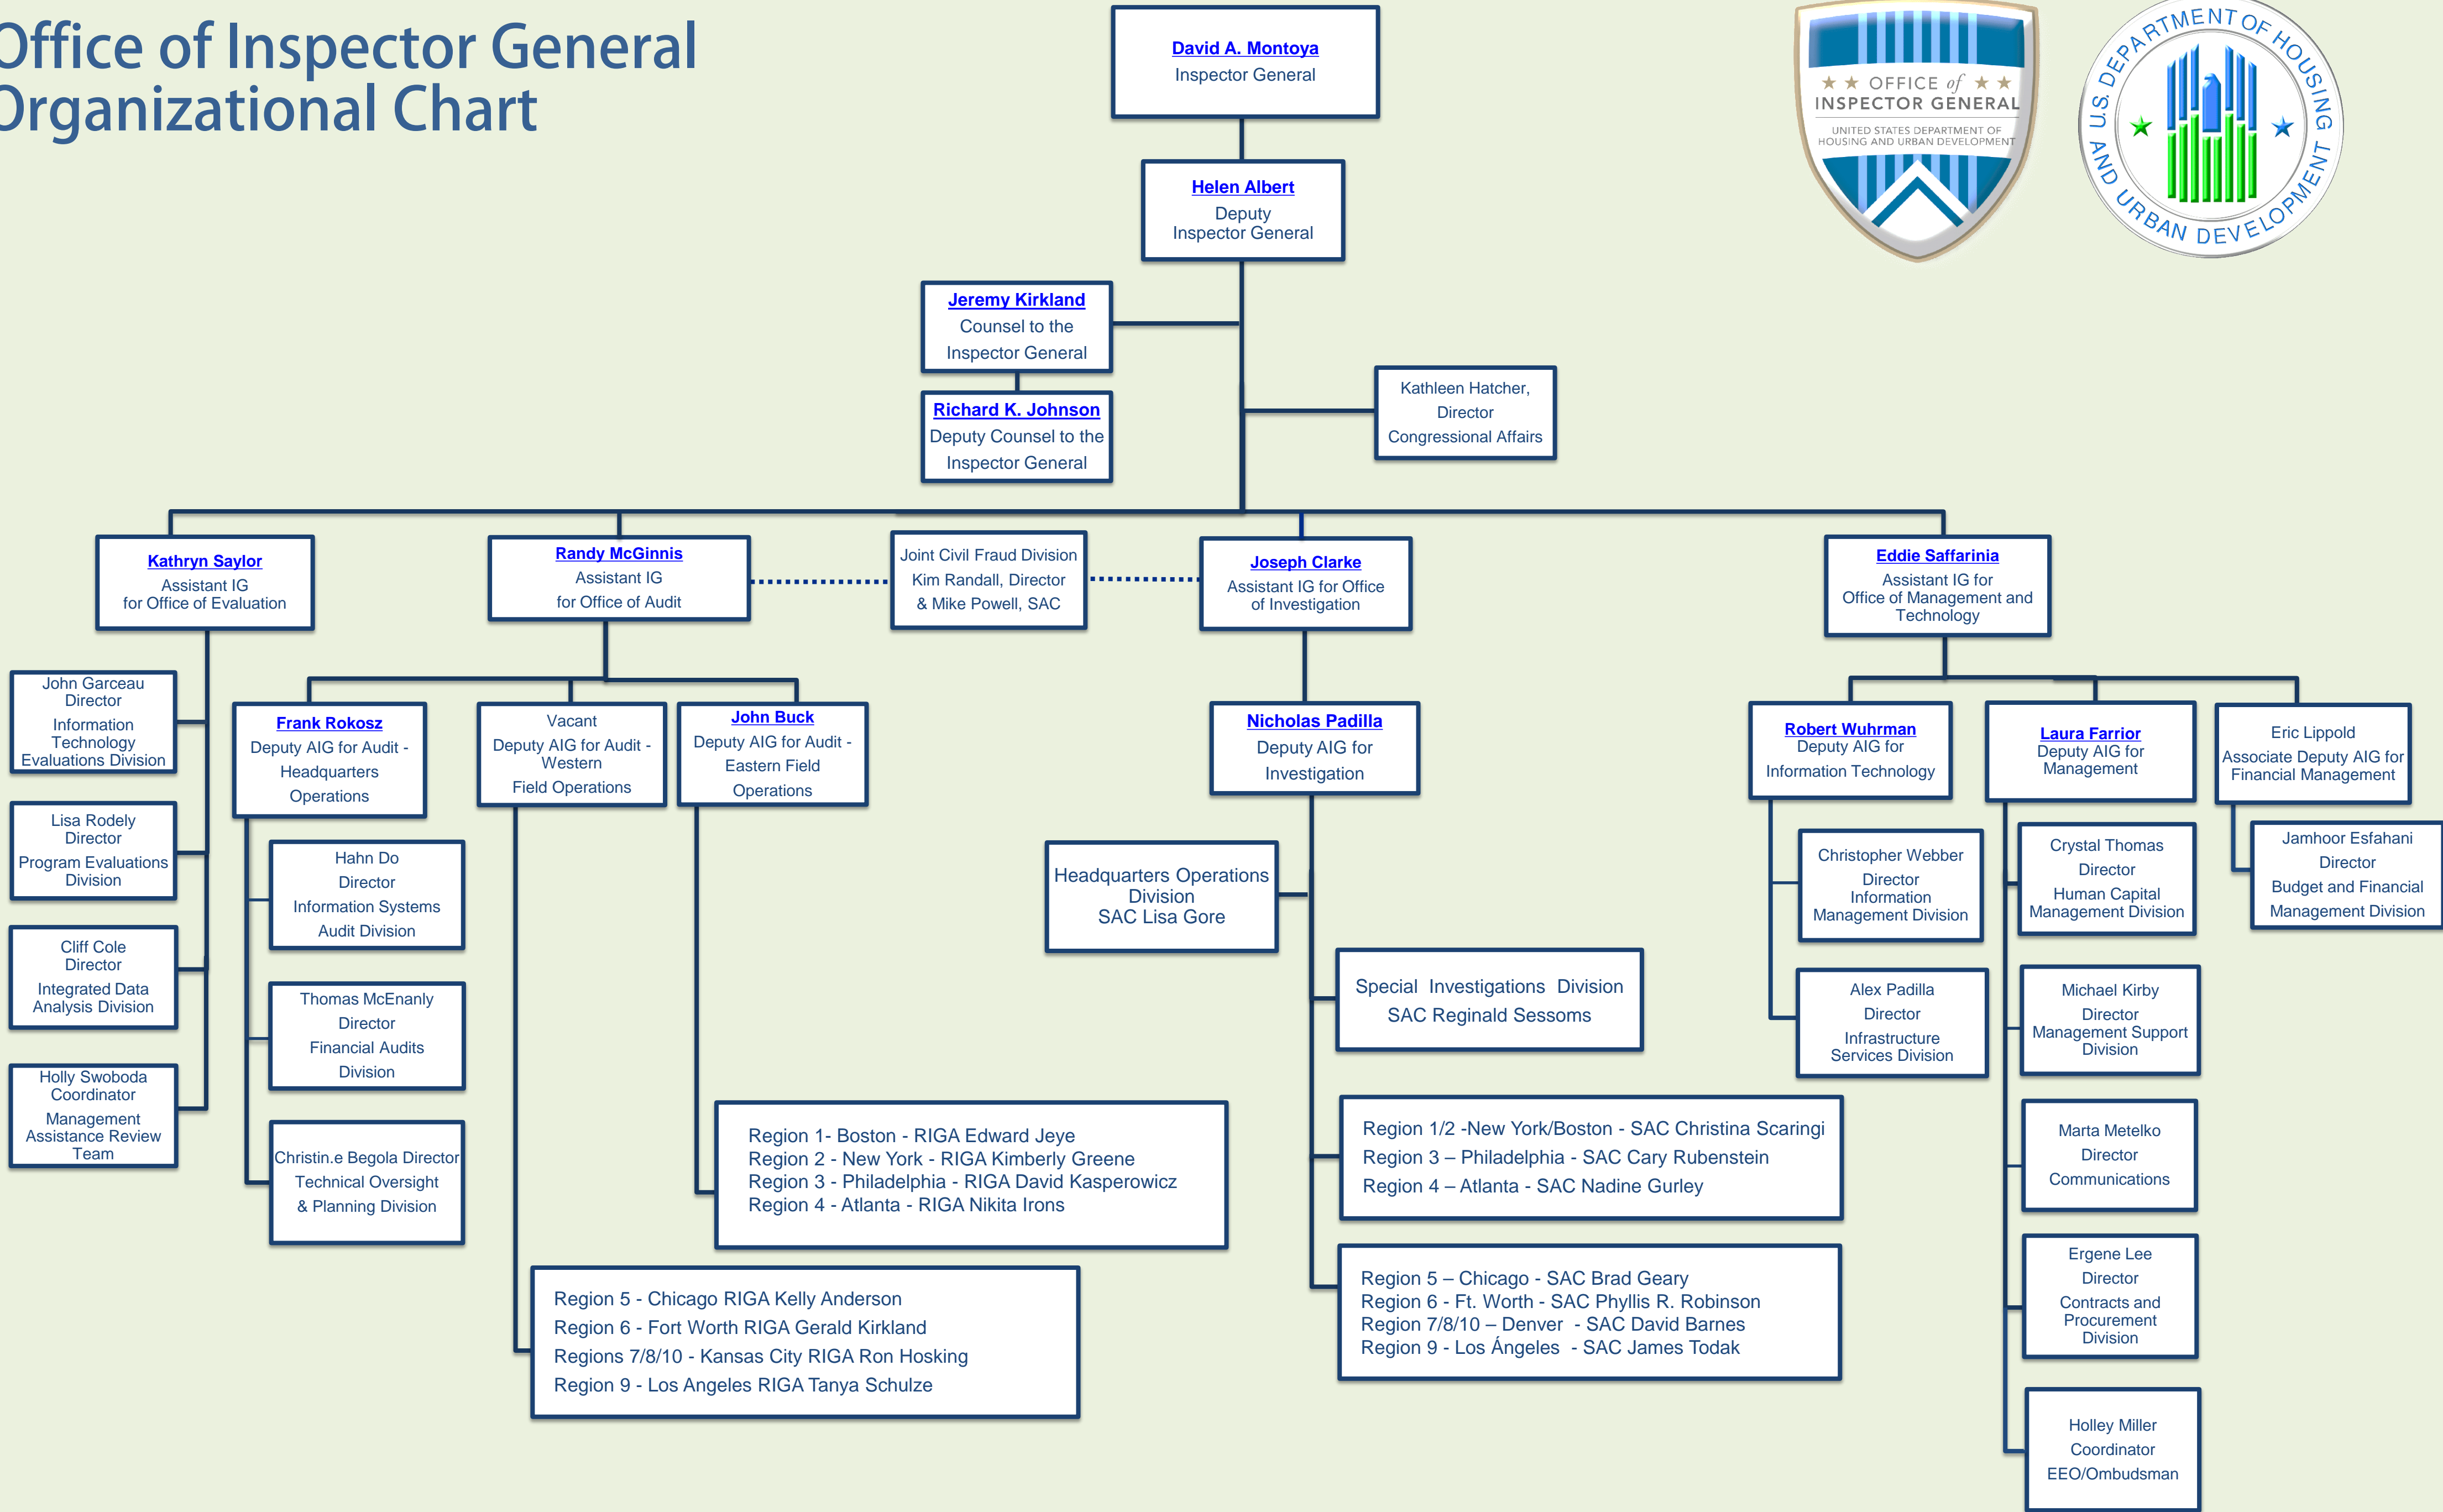 Office of Inspector General
Organizational Chart
David A. Montoya
Inspector General
★ ★ OFFICE of ★ ★
INSPECTOR GENERAL
UNITED STATES DEPARTMENT OF
HOUSING AND URBAN DEVELOPMENT
U.S. DEPARTMENT OF HOUSING
AND URBAN DEVELOPMENT
Helen Albert
Deputy
Inspector General
Jeremy Kirkland
Counsel to the
Inspector General
Richard K. Johnson
Deputy Counsel to the
Inspector General
Kathleen Hatcher,
Director
Congressional Affairs
Kathryn Saylor
Assistant IG
for Office of Evaluation
Randy McGinnis
Assistant IG
for Office of Audit
Joint Civil Fraud Division
Kim Randall, Director
& Mike Powell, SAC
Joseph Clarke
Assistant IG for Office
of Investigation
Eddie Saffarinia
Assistant IG for
Office of Management and
Technology
John Garceau
Director
Information
Technology
Evaluations Division
Lisa Rodely
Director
Program Evaluations
Division
Cliff Cole
Director
Integrated Data
Analysis Division
Holly Swoboda
Coordinator
Management
Assistance Review
Team
Frank Rokosz
Deputy AIG for Audit -
Headquarters
Operations
Hahn Do
Director
Information Systems
Audit Division
Thomas McEnanly
Director
Financial Audits
Division
Christin.e Begola Director
Technical Oversight
& Planning Division
Vacant
Deputy AIG for Audit -
Western
Field Operations
John Buck
Deputy AIG for Audit -
Eastern Field
Operations
Region 1- Boston - RIGA Edward Jeye
Region 2 - New York - RIGA Kimberly Greene
Region 3 - Philadelphia - RIGA David Kasperowicz
Region 4 - Atlanta - RIGA Nikita Irons
Region 5 - Chicago RIGA Kelly Anderson
Region 6 - Fort Worth RIGA Gerald Kirkland
Regions 7/8/10 - Kansas City RIGA Ron Hosking
Region 9 - Los Angeles RIGA Tanya Schulze
Nicholas Padilla
Deputy AIG for
Investigation
Headquarters Operations
Division
SAC Lisa Gore
Special Investigations Division
SAC Reginald Sessoms
Region 1/2 -New York/Boston - SAC Christina Scaringi
Region 3 – Philadelphia - SAC Cary Rubenstein
Region 4 – Atlanta - SAC Nadine Gurley
Region 5 – Chicago - SAC Brad Geary
Region 6 - Ft. Worth - SAC Phyllis R. Robinson
Region 7/8/10 – Denver - SAC David Barnes
Region 9 - Los Ángeles - SAC James Todak
Robert Wuhrman
Deputy AIG for
Information Technology
Christopher Webber
Director
Information
Management Division
Alex Padilla
Director
Infrastructure
Services Division
Laura Farrior
Deputy AIG for
Management
Crystal Thomas
Director
Human Capital
Management Division
Michael Kirby
Director
Management Support
Division
Marta Metelko
Director
Communications
Ergene Lee
Director
Contracts and
Procurement
Division
Holley Miller
Coordinator
EEO/Ombudsman
Eric Lippold
Associate Deputy AIG for
Financial Management
Jamhoor Esfahani
Director
Budget and Financial
Management Division